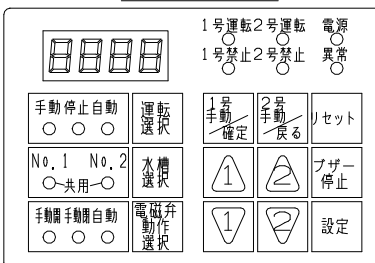 1号運転 2号運転 電源
1号禁止 2号禁止 異常
8888
手動 停止 自動
運転
選択
1号
手動/確定
2号
手動/戻る
リセット
No.1 No.2
共用
水槽
選択
1
2
ブザー
停止
手動開 手動閉 自動
電磁弁
動作
選択
1
2
設定